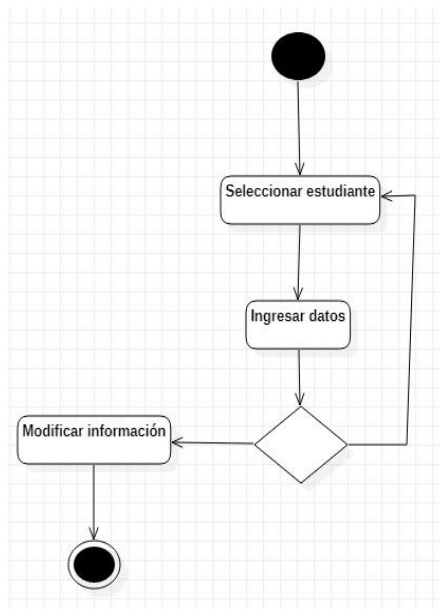 Seleccionar estudiante
Ingresar datos
Modificar información